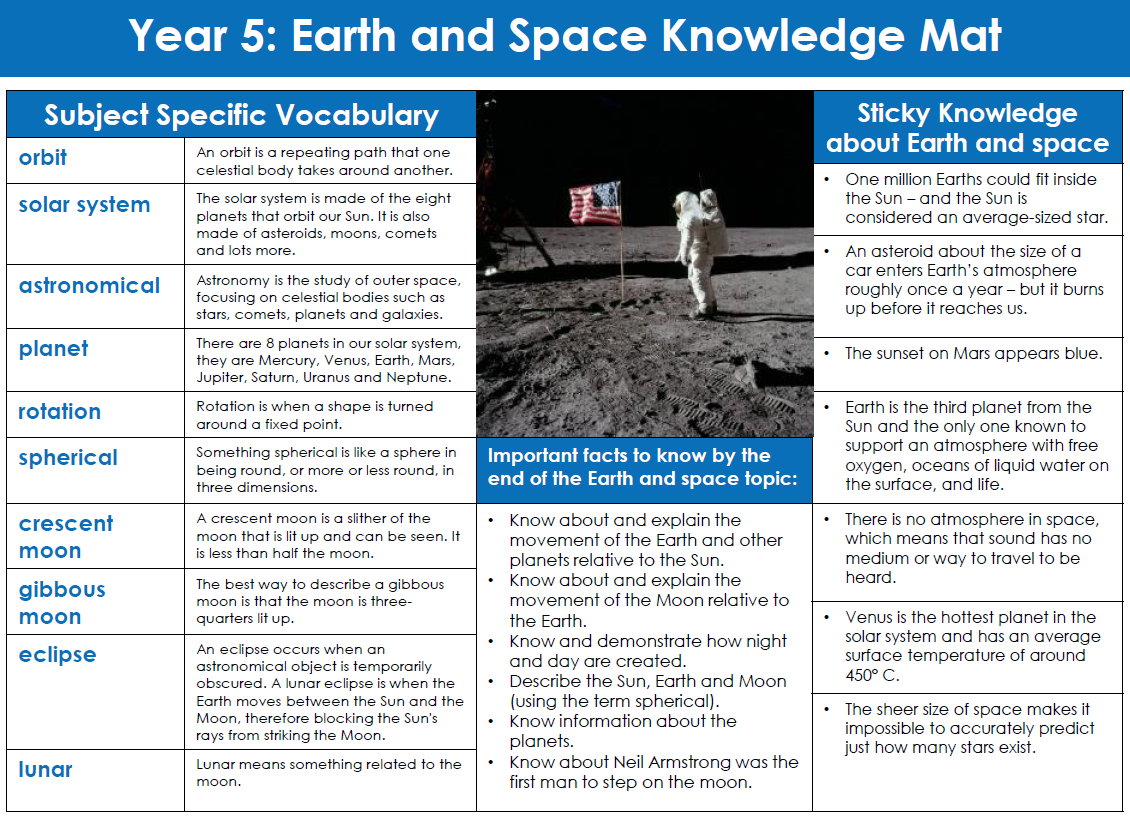 Year 5: Earth and Space Knowledge Mat
Subject Specific Vocabulary
orbit
An orbit is a repeating path that one
celestial body takes around another.
solar system
The solar system is made of the eight
planets that orbit our Sun. It is also
made of asteroids, moons, comets
and lots more.
astronomical
Astronomy is the study of outer space,
focusing on celestial bodies such as
stars, comets, planets and galaxies.
planet
There are 8 planets in our solar system,
they are Mercury, Venus, Earth, Mars,
Jupiter, Saturn, Uranus and Neptune.
rotation
Rotation is when a shape is turned
around a fixed point.
spherical
Something spherical is like a sphere in
being round, or more or less round, in
three dimensions.
crescent
moon
A crescent moon is a slither of the
moon that is lit up and can be seen. It
is less than half the moon.
gibbous
moon
The best way to describe a gibbous
moon is that the moon is three-
quarters lit up.
eclipse
An eclipse occurs when an
astronomical object is temporarily
obscured. A lunar eclipse is when the
Earth moves between the Sun and the
Moon, therefore blocking the Sun's
rays from striking the Moon.
lunar
Lunar means something related to the
moon.
Important facts to know by the
end of the Earth and space topic:
• Know about and explain the
movement of the Earth and other
planets relative to the Sun.
• Know about and explain the
movement of the Moon relative to
the Earth.
• Know and demonstrate how night
and day are created.
• Describe the Sun, Earth and Moon
(using the term spherical).
• Know information about the
planets.
• Know about Neil Armstrong was the
first man to step on the moon.
Sticky Knowledge
about Earth and space
• One million Earths could fit inside
the Sun – and the Sun is
considered an average-sized star.
• An asteroid about the size of a
car enters Earth’s atmosphere
roughly once a year – but it burns
up before it reaches us.
• The sunset on Mars appears blue.
• Earth is the third planet from the
Sun and the only one known to
support an atmosphere with free
oxygen, oceans of liquid water on
the surface, and life.
• There is no atmosphere in space,
which means that sound has no
medium or way to travel to be
heard.
• Venus is the hottest planet in the
solar system and has an average
surface temperature of around
450° C.
• The sheer size of space makes it
impossible to accurately predict
just how many stars exist.